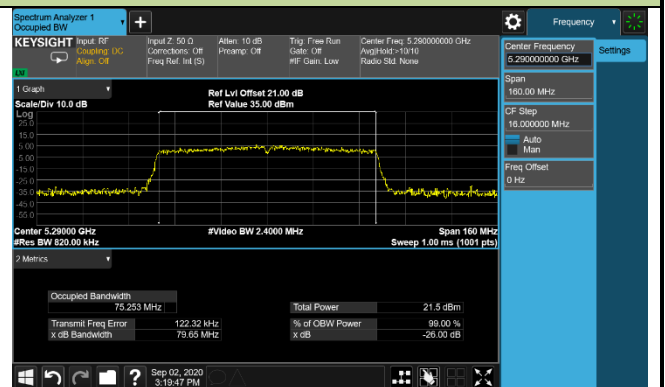 Spectrum Analyzer 1
Occupied BW
Frequency
KEYSIGHT
Input: RF
Coupling: DC
Align: Off
Input Z: 50 Ω
Corrections: Off
Freq Ref: Int (S)
Atten: 10 dB
Preamp: Off
Trig: Free Run
Gate: Off
#IF Gain: Low
Center Freq: 5.290000000 GHz
Avg|Hold:>10/10
Radio Std: None
LXI
Center Frequency
5.290000000 GHz
Settings
Span
160.00 MHz
CF Step
16.000000 MHz
Auto
Man
Freq Offset
0 Hz
1 Graph
Scale/Div 10.0 dB
Ref Lvl Offset 21.00 dB
Ref Value 35.00 dBm
Log
25.0
15.0
5.00
-5.00
-15.0
-25.0
-35.0
-45.0
-55.0
Center 5.29000 GHz
#Res BW 820.00 kHz
#Video BW 2.4000 MHz
Span 160 MHz
Sweep 1.00 ms (1001 pts)
2 Metrics
Occupied Bandwidth
75.253 MHz
Total Power 21.5 dBm
Transmit Freq Error 122.32 kHz
% of OBW Power 99.00 %
x dB Bandwidth 79.65 MHz
x dB -26.00 dB
?
Sep 02, 2020
3:19:47 PM